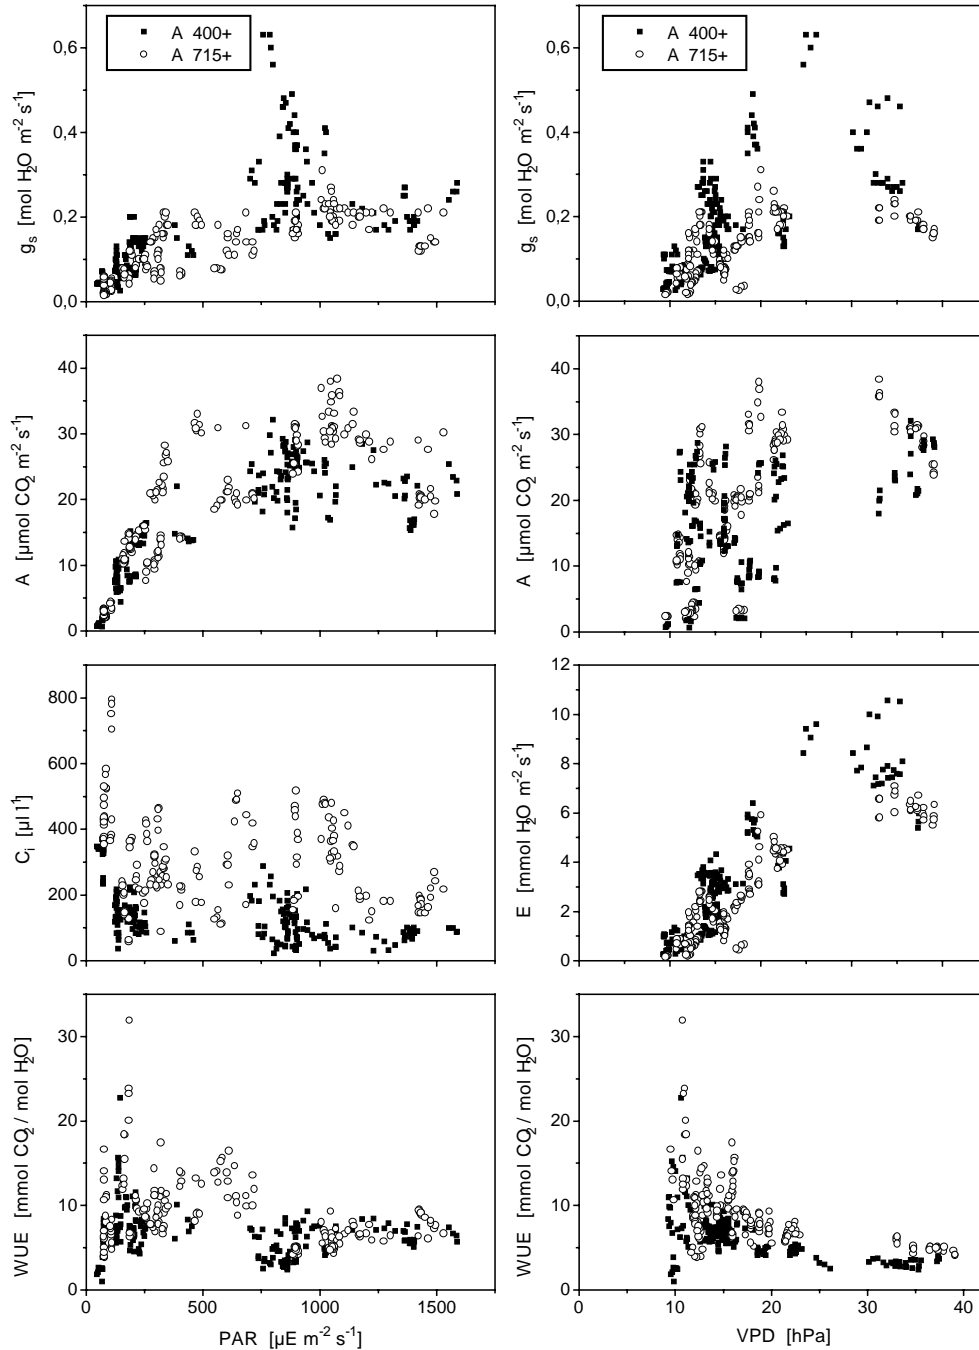 A 400+
A 715+
0,6
0,4
0,2
0,0
g_s [mol H₂O m⁻² s⁻¹]
A 400+
A 715+
0,6
0,4
0,2
0,0
g_s [mol H₂O m⁻² s⁻¹]
40
30
20
10
0
A [µmol CO₂ m⁻² s⁻¹]
40
30
20
10
0
A [µmol CO₂ m⁻² s⁻¹]
800
600
400
200
0
C_i [µl l⁻¹]
12
10
8
6
4
2
0
E [mmol H₂O m⁻² s⁻¹]
30
20
10
0
WUE [mmol CO₂ / mol H₂O]
0 500 1000 1500
PAR [µE m⁻² s⁻¹]
30
20
10
0
WUE [mmol CO₂ / mol H₂O]
10 20 30 40
VPD [hPa]